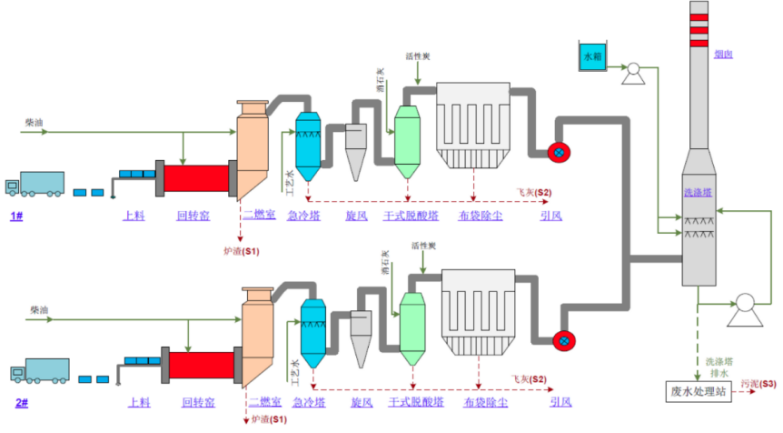 水箱
烟囱
活性炭
消石灰
柴油
工艺水
洗涤塔
飞灰(S2)
1#
上料
回转窑
二燃室
急冷塔
旋风
干式脱酸塔
布袋除尘
引风
炉渣(S1)
活性炭
消石灰
柴油
工艺水
飞灰(S2)
2#
上料
回转窑
二燃室
急冷塔
旋风
干式脱酸塔
布袋除尘
引风
炉渣(S1)
洗涤塔
排水
废水处理站
污泥(S3)